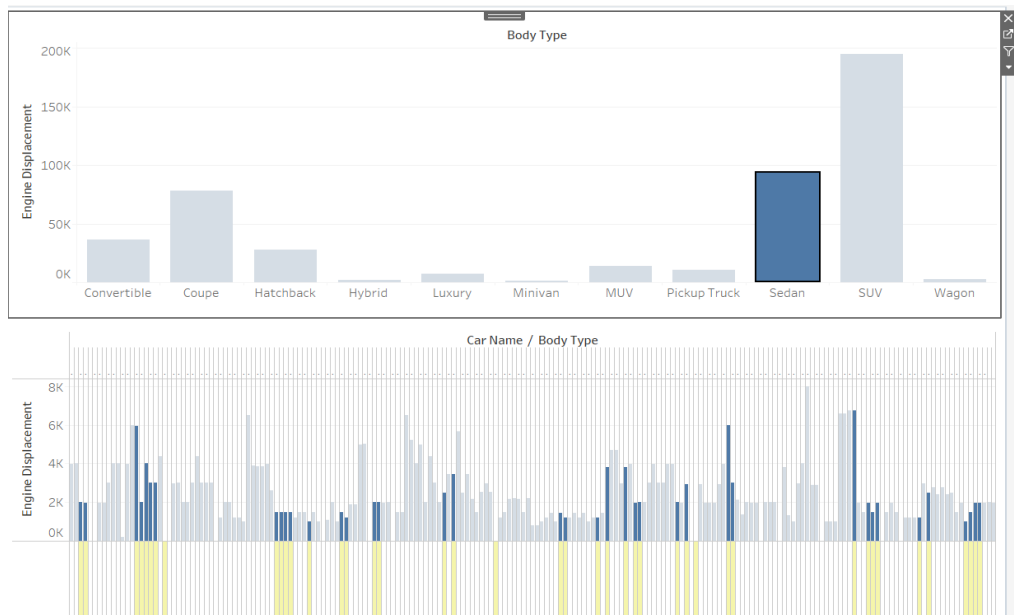 Body Type
Engine Displacement
200K
150K
100K
50K
0K
Convertible Coupe Hatchback Hybrid Luxury Minivan MUV Pickup Truck Sedan SUV Wagon
Car Name / Body Type
Engine Displacement
8K
6K
4K
2K
0K